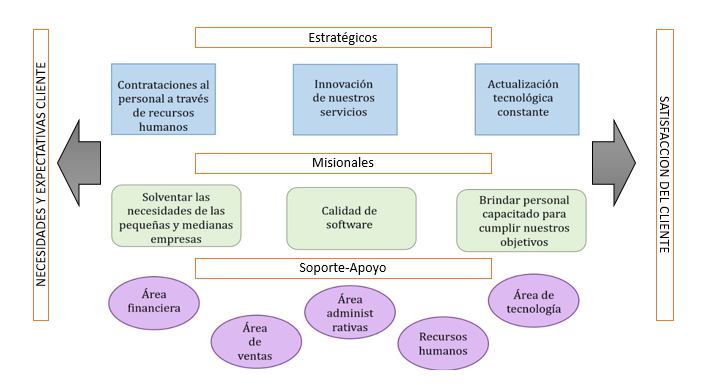 Estratégicos
NECESIDADES Y EXPECTATIVAS CLIENTE
SATISFACCION DEL CLIENTE
Contrataciones al
personal a través
de recursos
humanos
Innovación
de nuestros
servicios
Actualización
tecnológica
constante
Misionales
Solventar las
necesidades de las
pequeñas y medianas
empresas
Calidad de
software
Brindar personal
capacitado para
cumplir nuestros
objetivos
Soporte-Apoyo
Área
financiera
Área
de
ventas
Área
administ
rativas
Recursos
humanos
Área de
tecnología